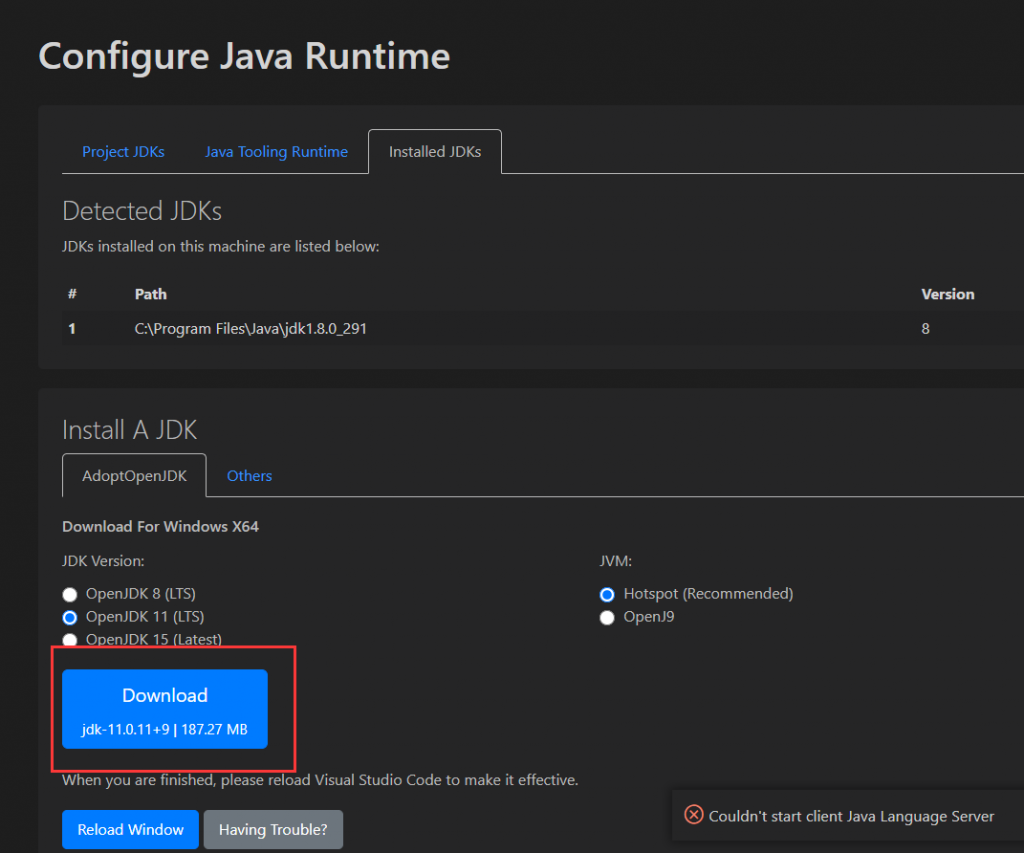 Configure Java Runtime
Project JDKs
Java Tooling Runtime
Installed JDKs
Detected JDKs
JDKs installed on this machine are listed below:
# Path Version
1 C:\Program Files\Java\jdk1.8.0_291 8
Install A JDK
AdoptOpenJDK
Others
Download For Windows X64
JDK Version:
OpenJDK 8 (LTS)
OpenJDK 11 (LTS)
OpenJDK 15 (Latest)
JVM:
Hotspot (Recommended)
OpenJ9
Download
jdk-11.0.11+9 | 187.27 MB
When you are finished, please reload Visual Studio Code to make it effective.
Reload Window
Having Trouble?
Couldn't start client Java Language Server